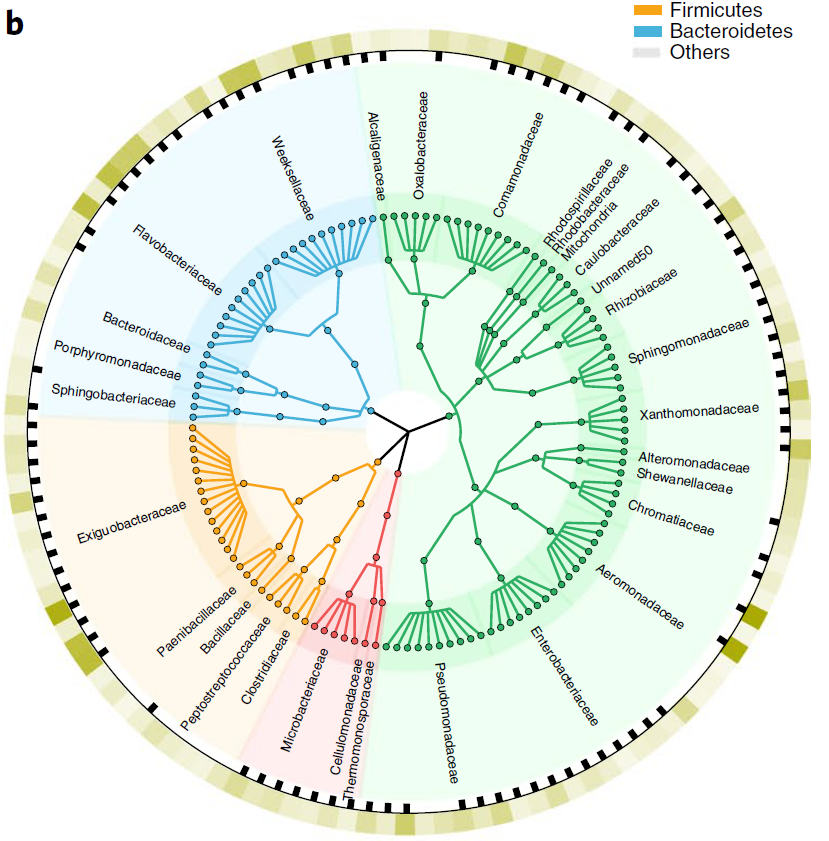 b
Firmicutes
Bacteroidetes
Others
Alcaligenaceae
Oxalobacteraceae
Comamonadaceae
Rhodospirillaceae
Rhodobacteraceae
Mitochondria
Caulobacteraceae
Unnamed50
Rhizobiaceae
Sphingomonadaceae
Xanthomonadaceae
Alteromonadaceae
Shewanellaceae
Chromatiaceae
Aeromonadaceae
Enterobacteriaceae
Pseudomonadaceae
Thermomonosporaceae
Cellulomonadaceae
Microbacteriaceae
Clostridiaceae
Peptostreptococcaceae
Bacillaceae
Paenibacillaceae
Exiguobacteraceae
Sphingobacteriaceae
Porphyromonadaceae
Bacteroidaceae
Flavobacteriaceae
Weeksellaceae